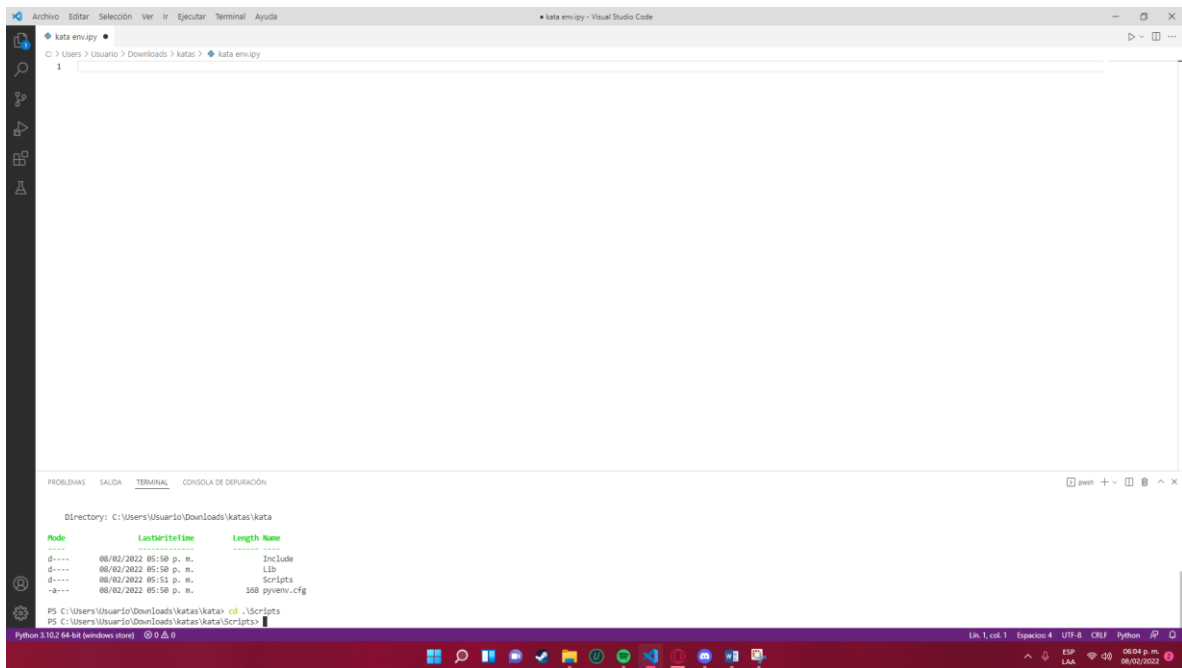 Archivo Editar Selección Ver Ir Ejecutar Terminal Ayuda
● kata env.ipy - Visual Studio Code
kata env.ipy ●
C: > Users > Usuario > Downloads > katas > kata env.ipy
1
PROBLEMAS SALIDA TERMINAL CONSOLA DE DEPURACIÓN
pwsh
Directory: C:\Users\Usuario\Downloads\katas\kata
Mode LastWriteTime Length Name
---- ------------- ------ ----
d---- 08/02/2022 05:50 p. m. Include
d---- 08/02/2022 05:50 p. m. Lib
d---- 08/02/2022 05:51 p. m. Scripts
-a--- 08/02/2022 05:50 p. m. 168 pyvenv.cfg
PS C:\Users\Usuario\Downloads\katas\kata> cd .\Scripts
PS C:\Users\Usuario\Downloads\katas\kata\Scripts>
Python 3.10.2 64-bit (windows store) 0 0 Lín. 1, col. 1 Espacios: 4 UTF-8 CRLF Python
ESP LAA 06:04 p. m. 08/02/2022 2